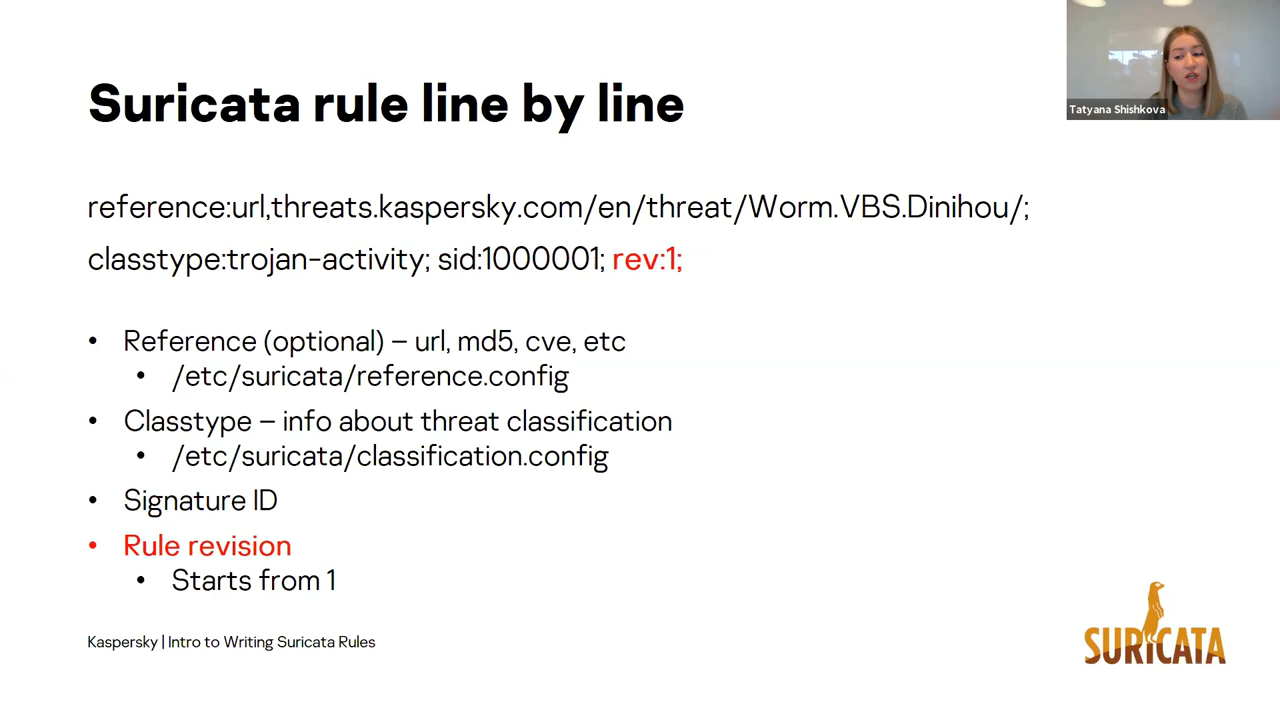 Suricata rule line by line
Tatyana Shishkova
reference:url,threats.kaspersky.com/en/threat/Worm.VBS.Dinihou/;
classtype:trojan-activity; sid:1000001; rev:1;
• Reference (optional) – url, md5, cve, etc
• /etc/suricata/reference.config
• Classtype – info about threat classification
• /etc/suricata/classification.config
• Signature ID
• Rule revision
• Starts from 1
Kaspersky | Intro to Writing Suricata Rules
SURICATA